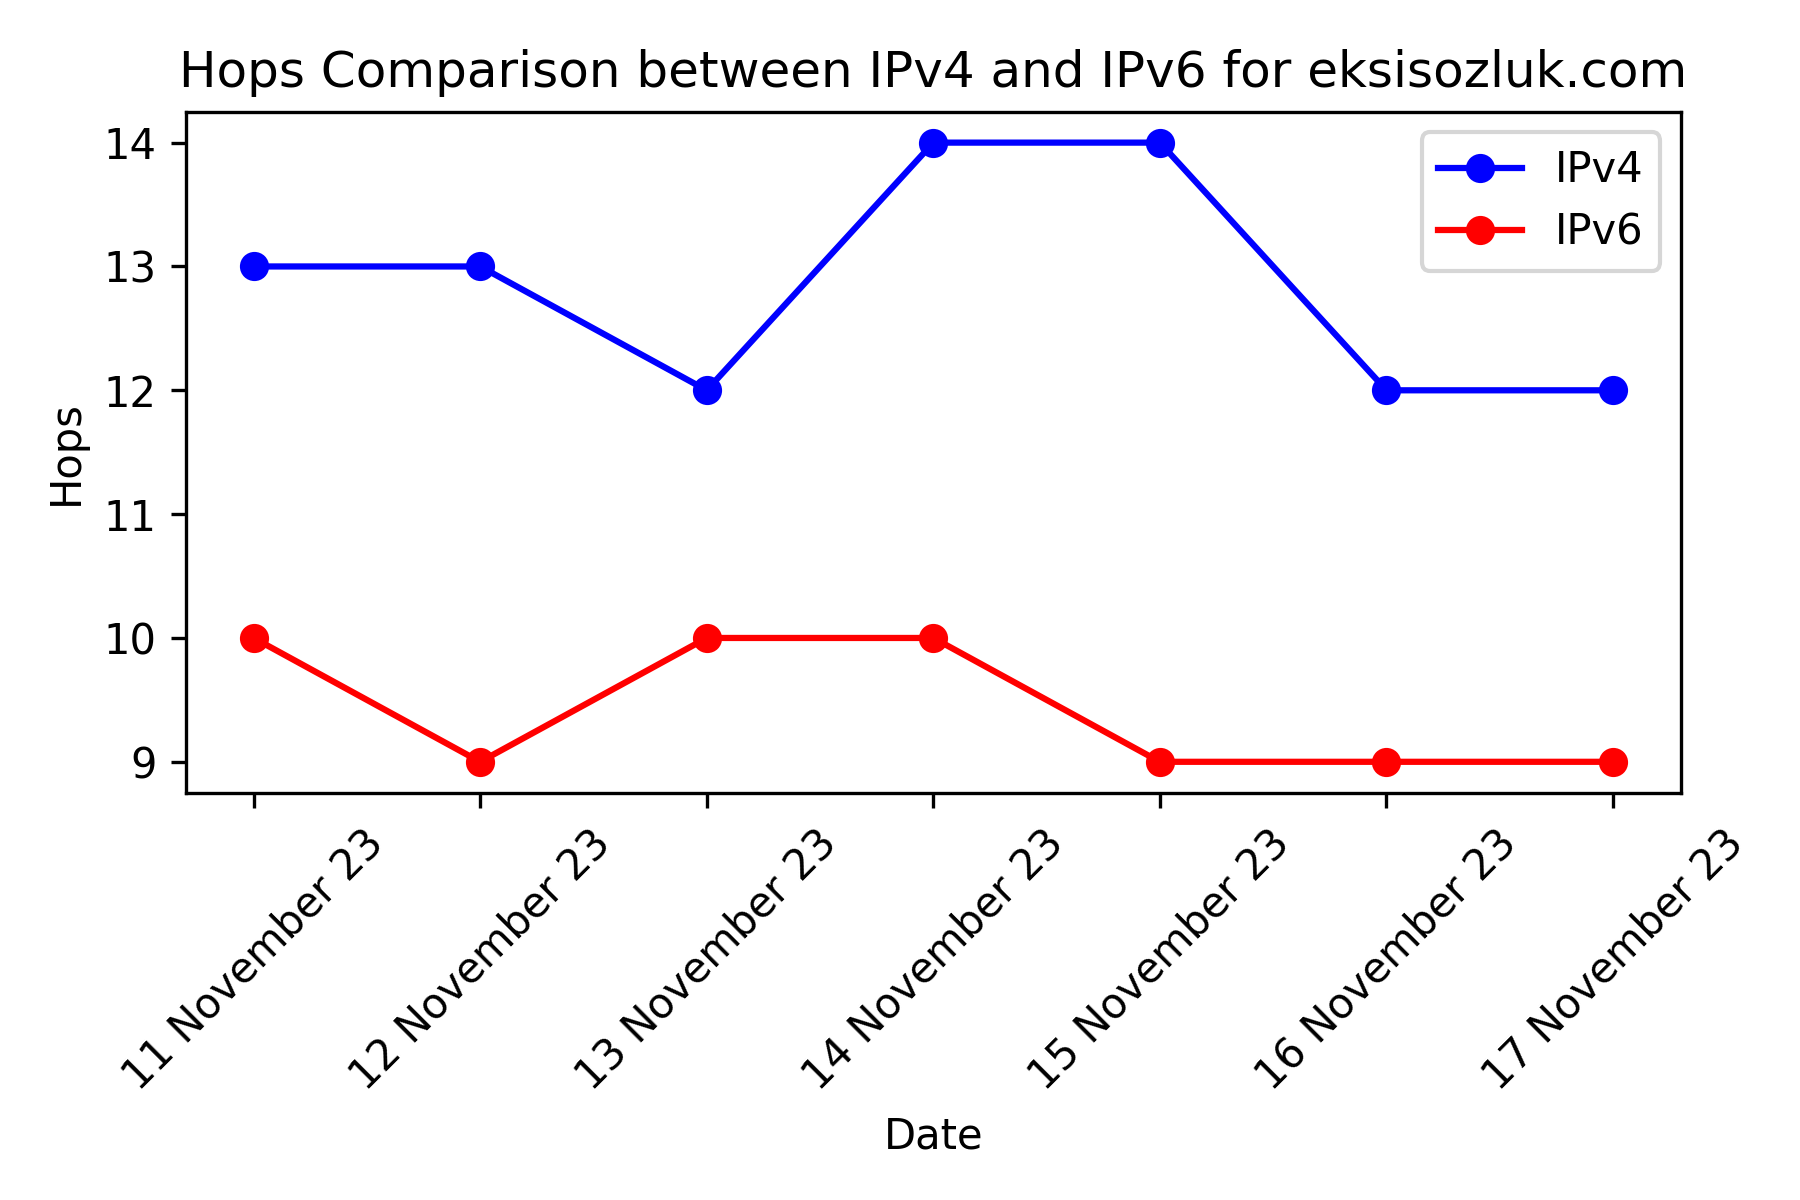 Hops Comparison between IPv4 and IPv6 for eksisozluk.com
14
13
12
11
10
9
Hops
IPv4
IPv6
11 November 23
12 November 23
13 November 23
14 November 23
15 November 23
16 November 23
17 November 23
Date